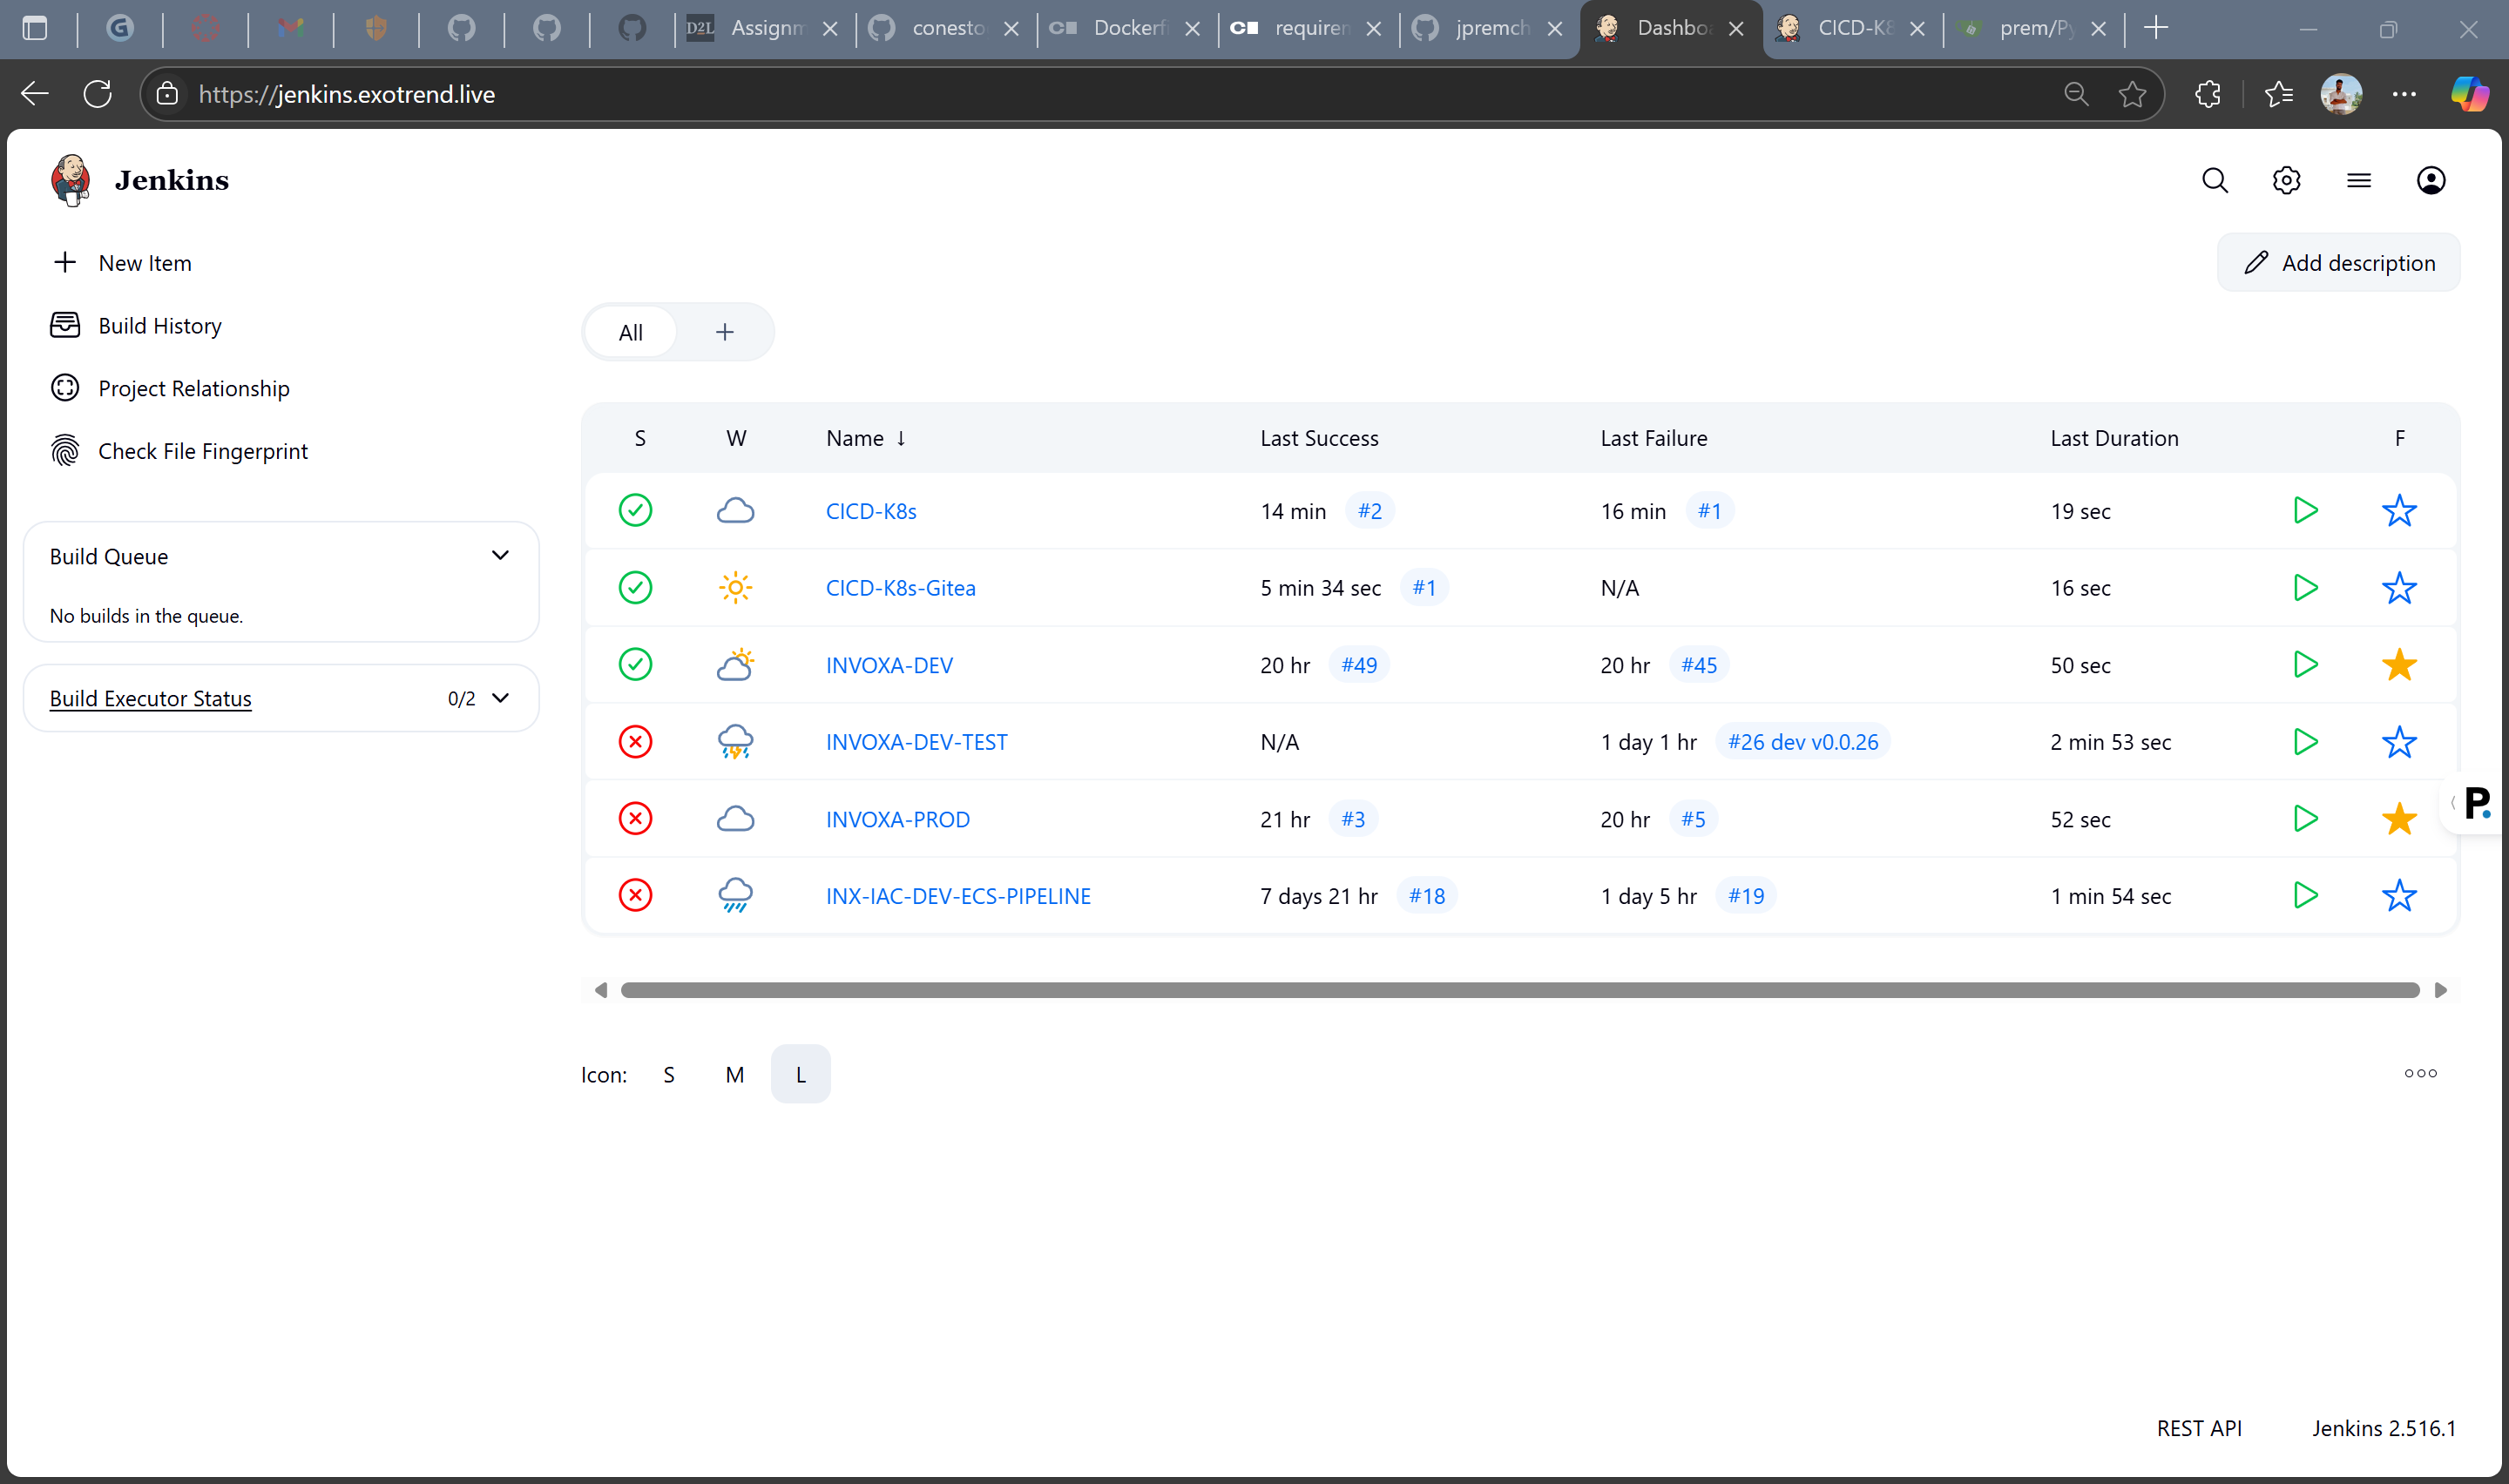 D2L Assignm
conesto
Dockerfi
requiren
jpremch
Dashboa
CICD-K8
prem/Py
https://jenkins.exotrend.live
Jenkins
New Item
Add description
Build History
All
Project Relationship
Check File Fingerprint
S W Name ↓ Last Success Last Failure Last Duration F
CICD-K8s 14 min #2 16 min #1 19 sec
Build Queue
No builds in the queue.
CICD-K8s-Gitea 5 min 34 sec #1 N/A 16 sec
INVOXA-DEV 20 hr #49 20 hr #45 50 sec
Build Executor Status 0/2
INVOXA-DEV-TEST N/A 1 day 1 hr #26 dev v0.0.26 2 min 53 sec
INVOXA-PROD 21 hr #3 20 hr #5 52 sec
P.
INX-IAC-DEV-ECS-PIPELINE 7 days 21 hr #18 1 day 5 hr #19 1 min 54 sec
Icon: S M L
REST API Jenkins 2.516.1